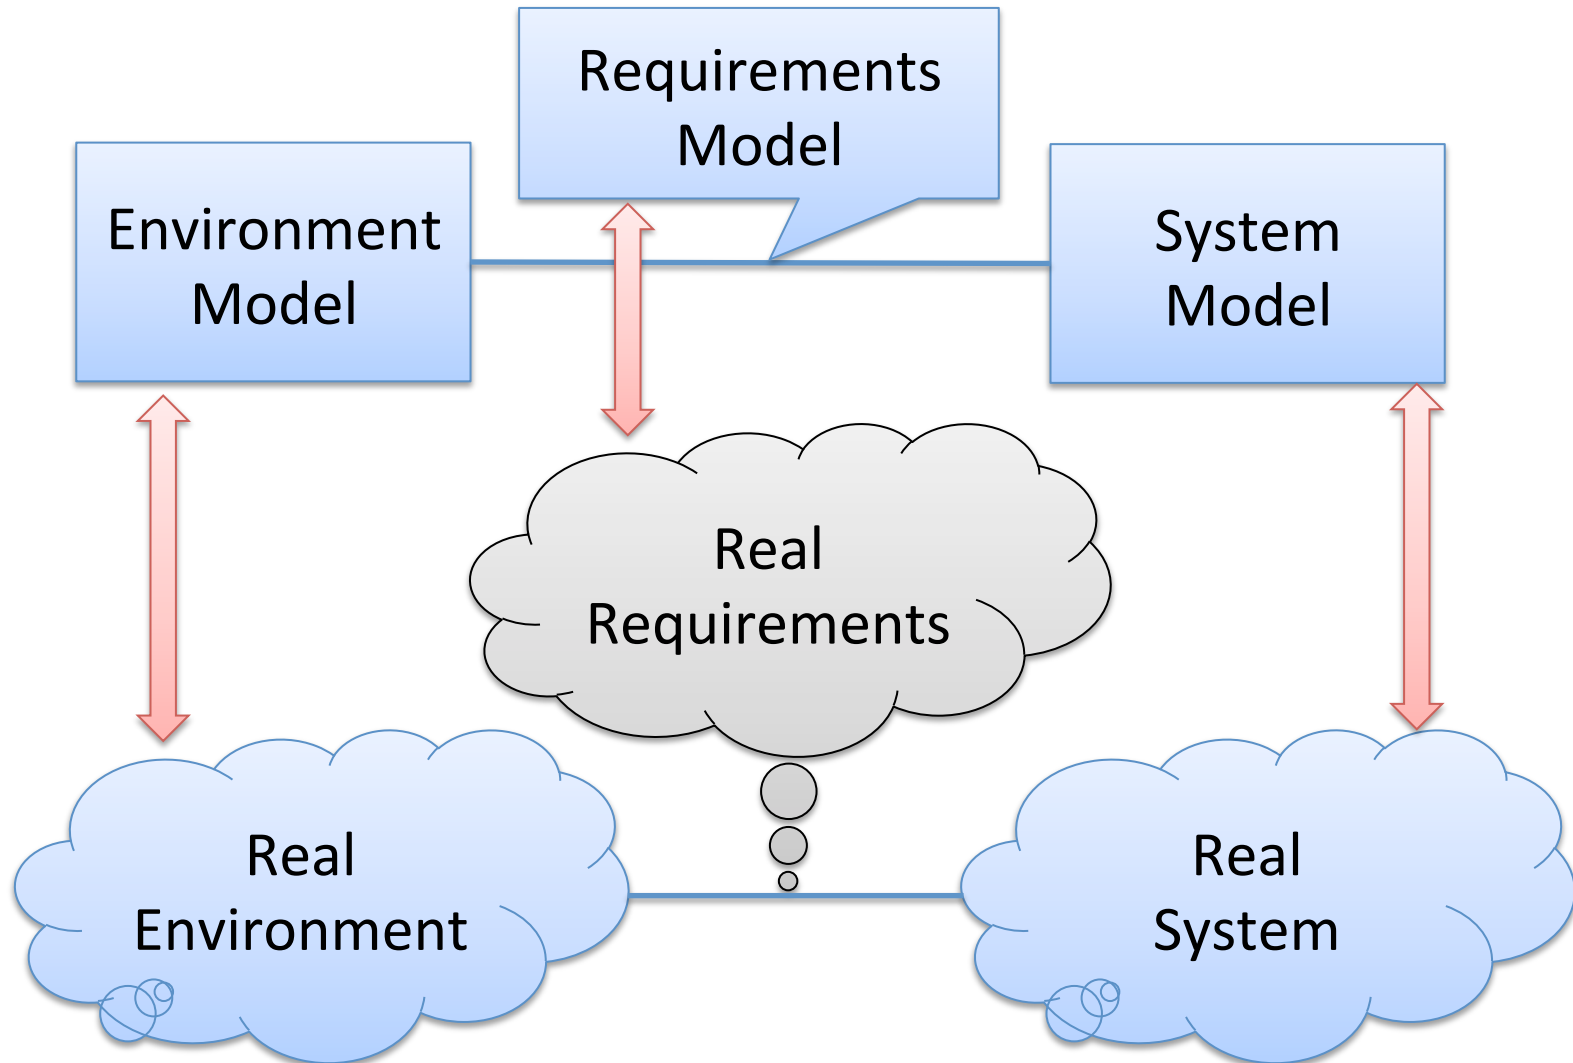 Requirements
Model
Environment
Model
System
Model
Real
Requirements
Real
Environment
Real
System